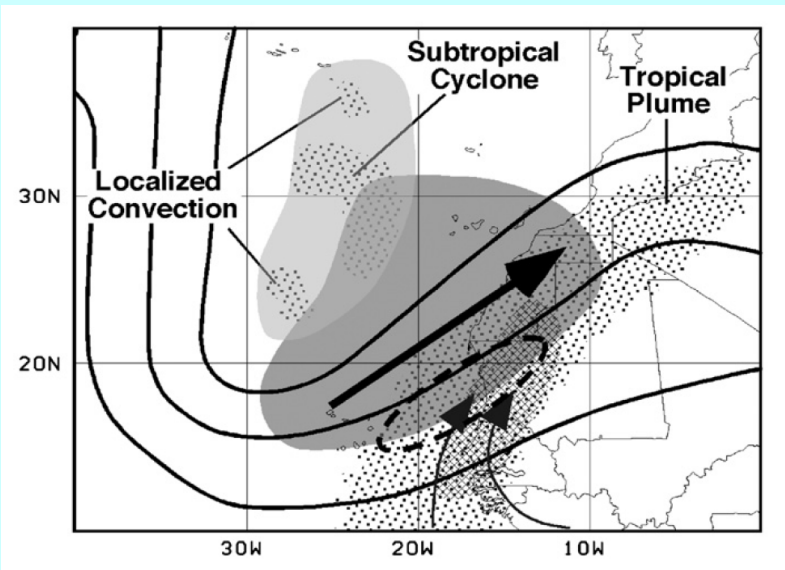 Subtropical
Cyclone
Tropical
Plume
Localized
Convection
30N
20N
30W
20W
10W